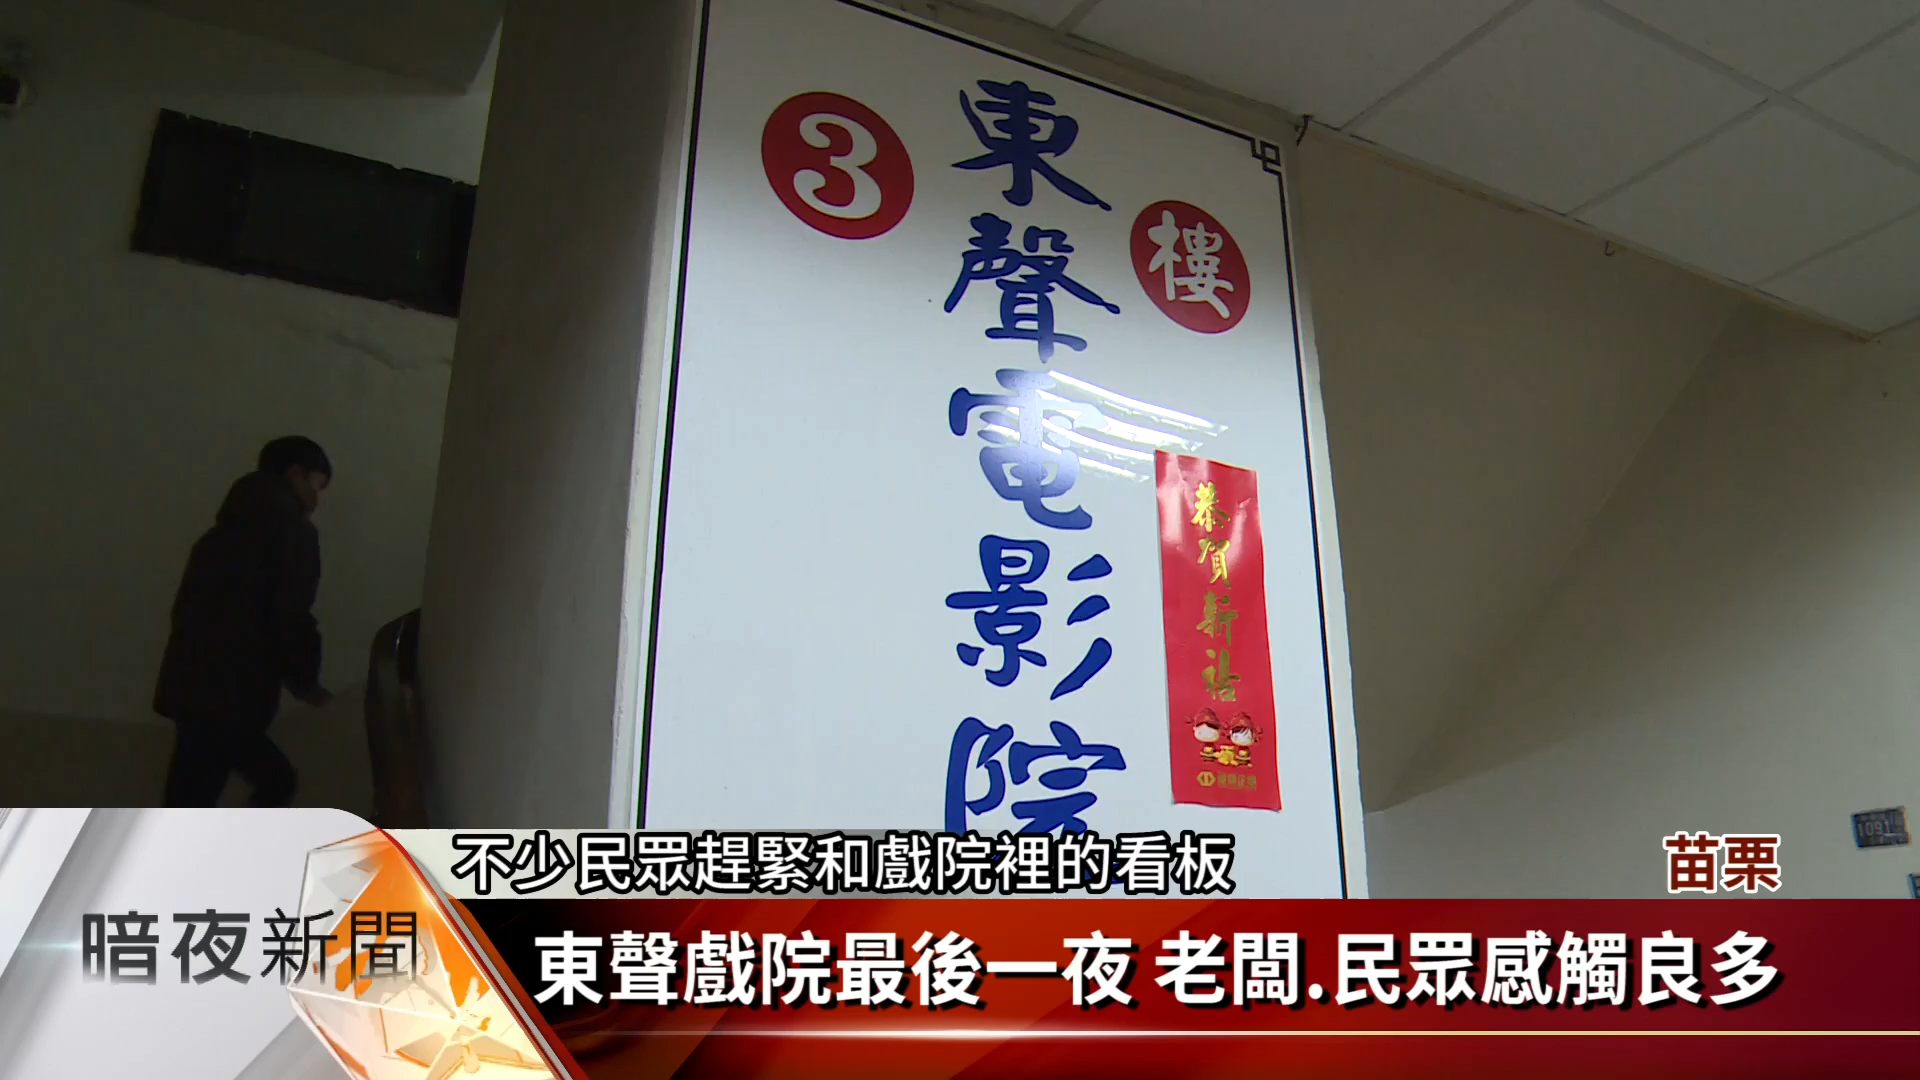 3
東聲電影院
樓
恭賀新禧
1091
不少民眾趕緊和戲院裡的看板
苗栗
暗夜新聞
東聲戲院最後一夜 老闆.民眾感觸良多